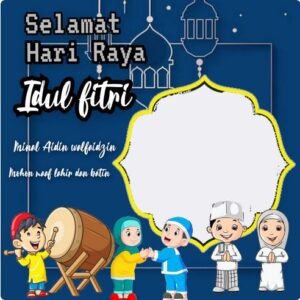 Selamat
Hari Raya
Idul fitri
Minal Aidin walfaidzin
Mohon maaf lahir dan batin